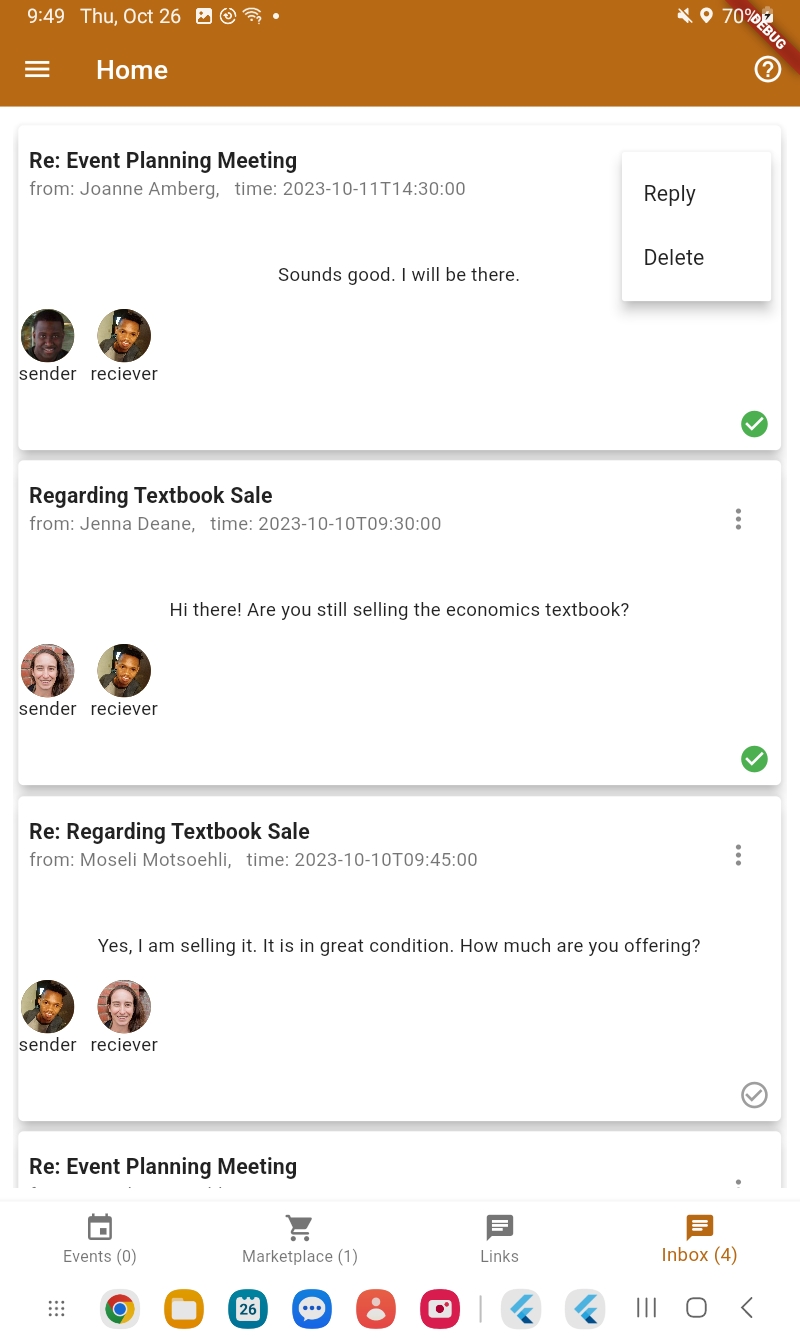 9:49 Thu, Oct 26
70%
DEBUG
Home
Re: Event Planning Meeting
from: Joanne Amberg, time: 2023-10-11T14:30:00
Reply
Delete
Sounds good. I will be there.
sender reciever
Regarding Textbook Sale
from: Jenna Deane, time: 2023-10-10T09:30:00
Hi there! Are you still selling the economics textbook?
sender reciever
Re: Regarding Textbook Sale
from: Moseli Motsoehli, time: 2023-10-10T09:45:00
Yes, I am selling it. It is in great condition. How much are you offering?
sender reciever
Re: Event Planning Meeting
Events (0) Marketplace (1) Links Inbox (4)
26